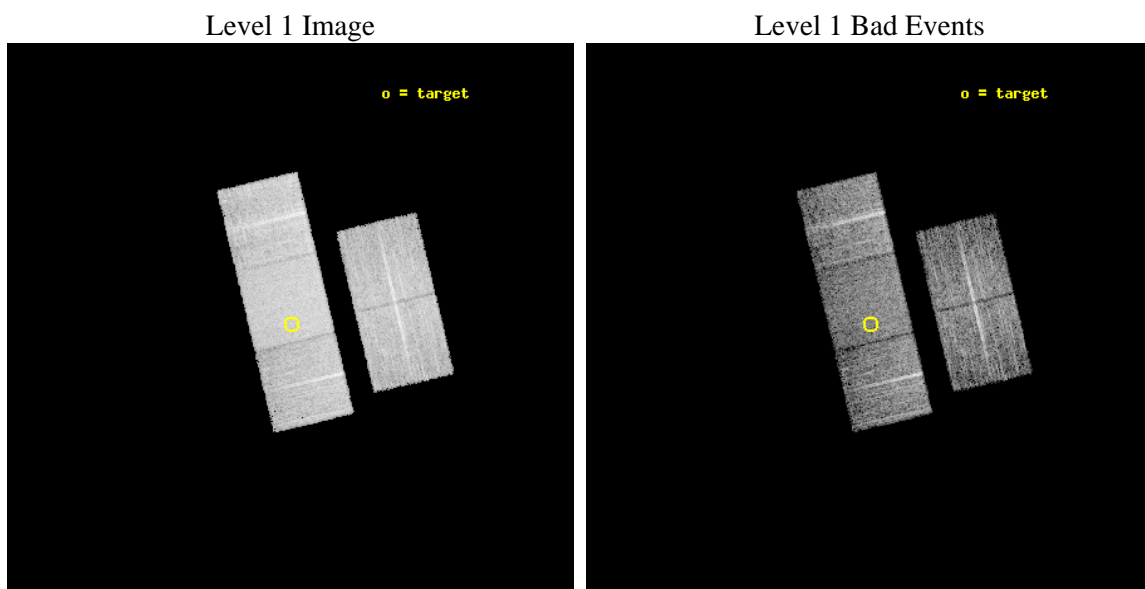 Level 1 Image
Level 1 Bad Events
o = target
o = target